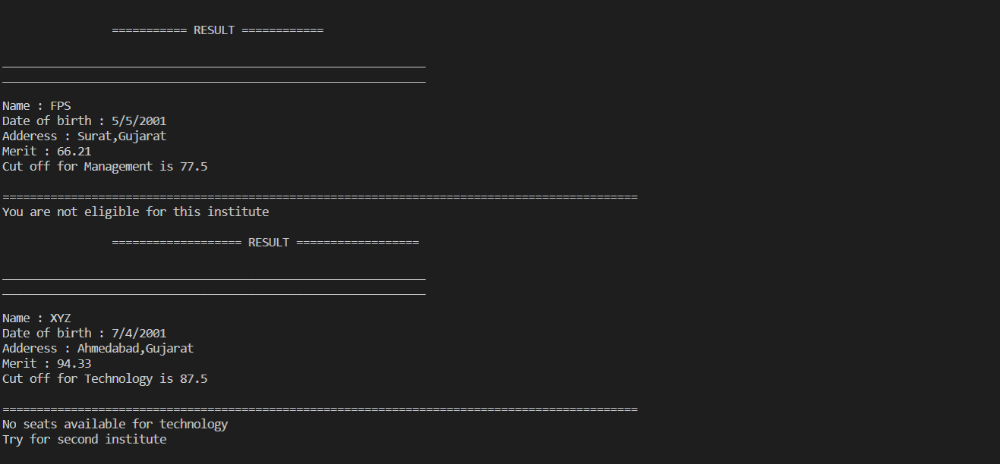 =========== RESULT ============
______________________________________________________________
______________________________________________________________
Name : FPS
Date of birth : 5/5/2001
Adderess : Surat,Gujarat
Merit : 66.21
Cut off for Management is 77.5
=============================================================================================
You are not eligible for this institute
=================== RESULT ==================
______________________________________________________________
______________________________________________________________
Name : XYZ
Date of birth : 7/4/2001
Adderess : Ahmedabad,Gujarat
Merit : 94.33
Cut off for Technology is 87.5
=============================================================================================
No seats available for technology
Try for second institute